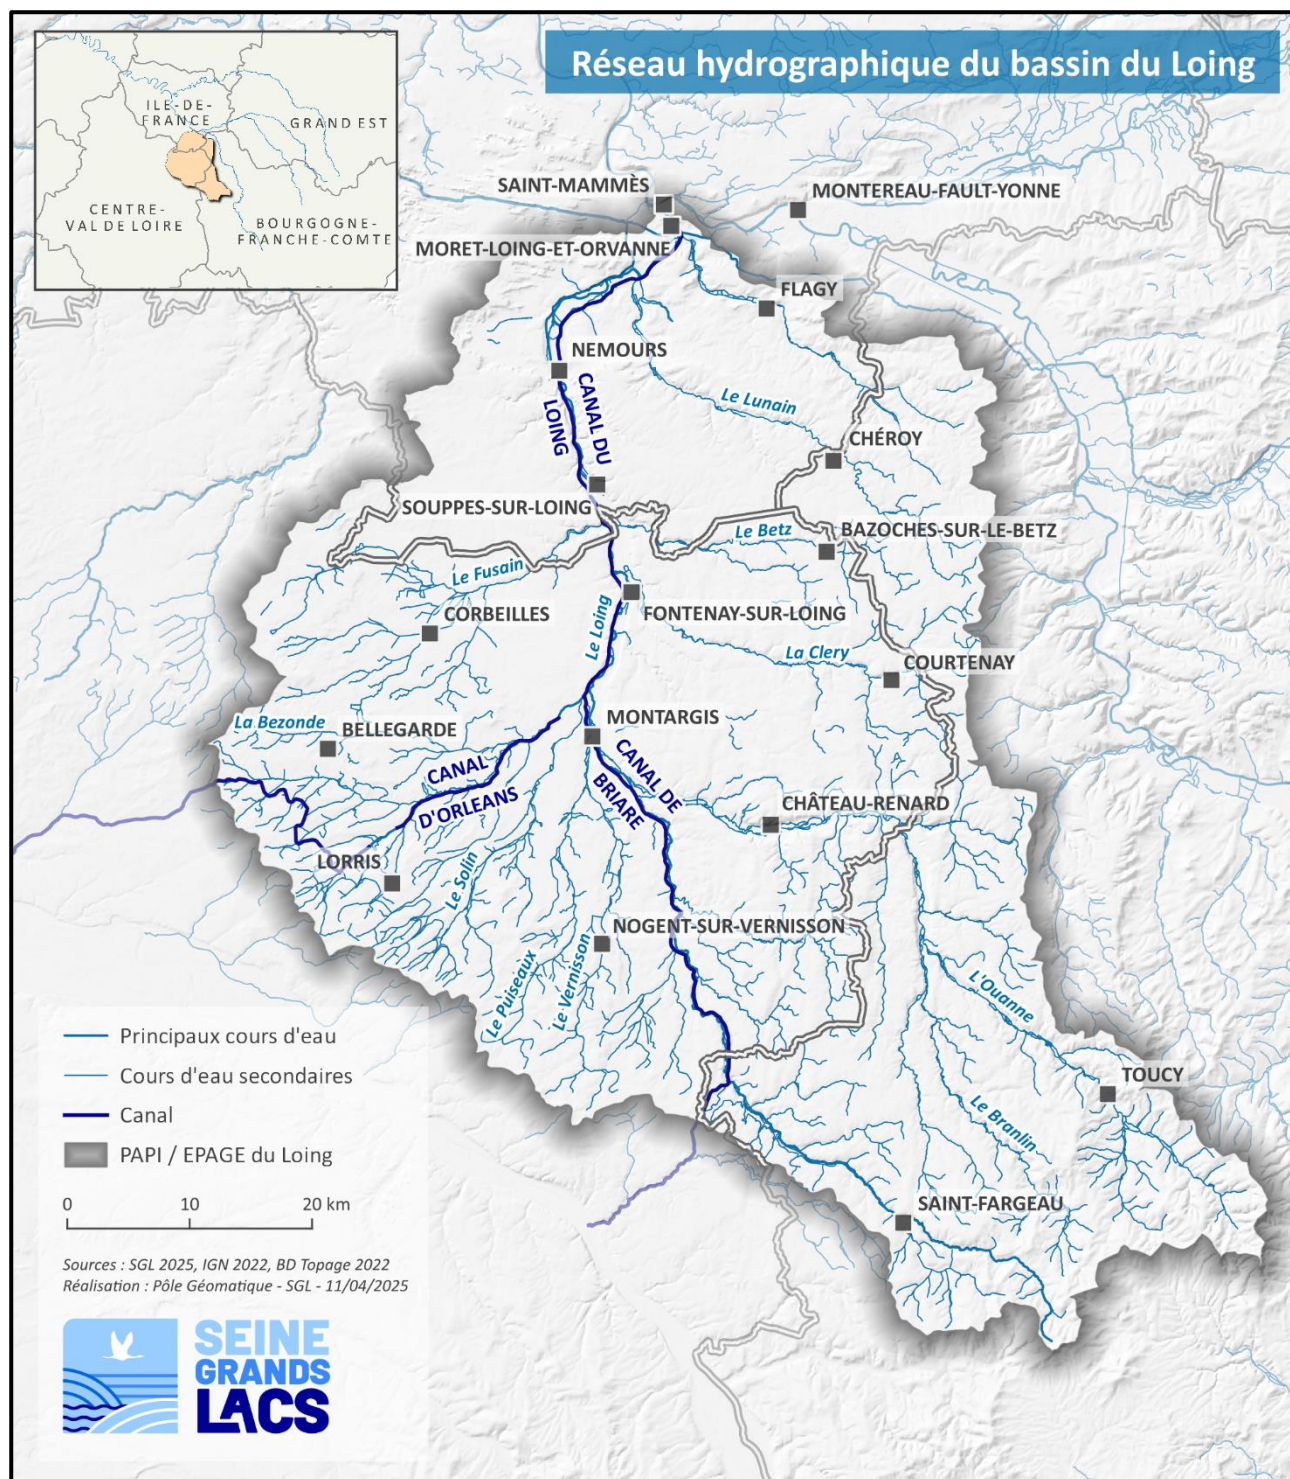 Réseau hydrographique du bassin du Loing
ILE-DE-
FRANCE
GRAND EST
CENTRE-
VAL DE LOIRE
BOURGOGNE-
FRANCHE-COMTE
SAINT-MAMMÈS
MONTEREAU-FAULT-YONNE
MORET-LOING-ET-ORVANNE
FLAGY
NEMOURS
CANAL DU
LOING
Le Lunain
CHÉROY
SOUPPES-SUR-LOING
Le Betz
BAZOCHES-SUR-LE-BETZ
Le Fusain
CORBEILLES
Le Loing
FONTENAY-SUR-LOING
La Clery
COURTENAY
La Bezonde
BELLEGARDE
MONTARGIS
CANAL
D'ORLEANS
CANAL DE
BRIARE
CHÂTEAU-RENARD
LORRIS
Le Solin
NOGENT-SUR-VERNISSON
Le Puiseaux
Le Vernisson
L'Ouanne
TOUCY
Le Branlin
SAINT-FARGEAU
Principaux cours d'eau
Cours d'eau secondaires
Canal
PAPI / EPAGE du Loing
0 10 20 km
Sources : SGL 2025, IGN 2022, BD Topage 2022
Réalisation : Pôle Géomatique - SGL - 11/04/2025
SEINE
GRANDS
LACS